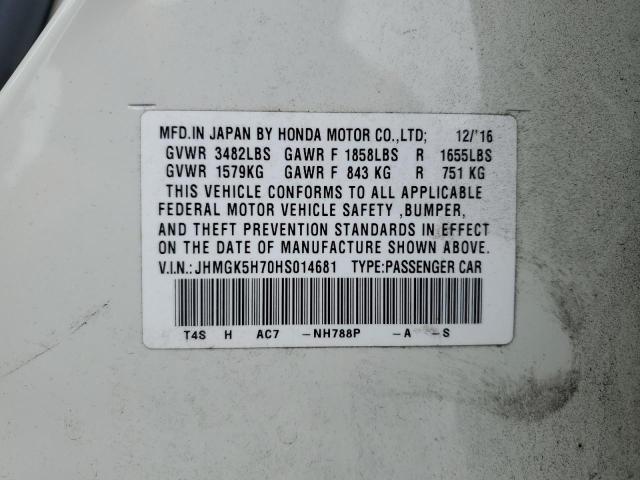 MFD.IN JAPAN BY HONDA MOTOR CO.,LTD; 12/'16
GVWR 3482LBS GAWR F 1858LBS R 1655LBS
GVWR 1579KG GAWR F 843 KG R 751 KG
THIS VEHICLE CONFORMS TO ALL APPLICABLE
FEDERAL MOTOR VEHICLE SAFETY ,BUMPER,
AND THEFT PREVENTION STANDARDS IN EFFECT
ON THE DATE OF MANUFACTURE SHOWN ABOVE.
V.I.N.:JHMGK5H70HS014681 TYPE:PASSENGER CAR
T4S H AC7 -NH788P -A -S